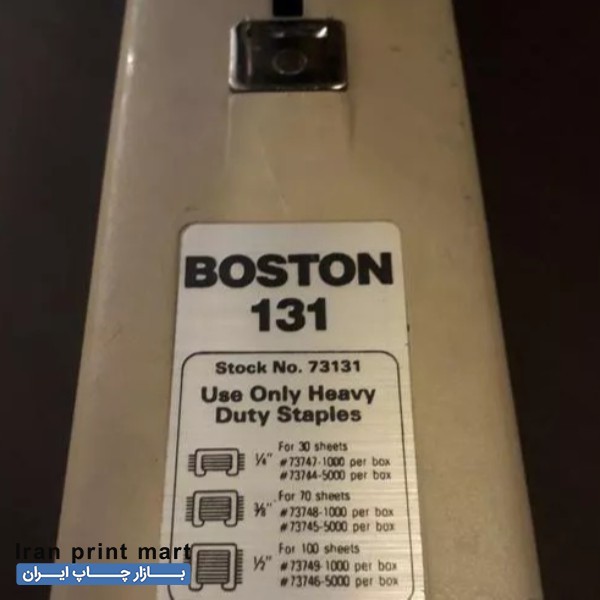 BOSTON
131
Stock No. 73131
Use Only Heavy
Duty Staples
For 30 sheets
1/4" #73747-1000 per box
#73744-5000 per box
For 70 sheets
3/8" #73748-1000 per box
#73745-5000 per box
For 100 sheets
1/2" #73749-1000 per box
#73746-5000 per box
Iran print mart
بازار چاپ ایران